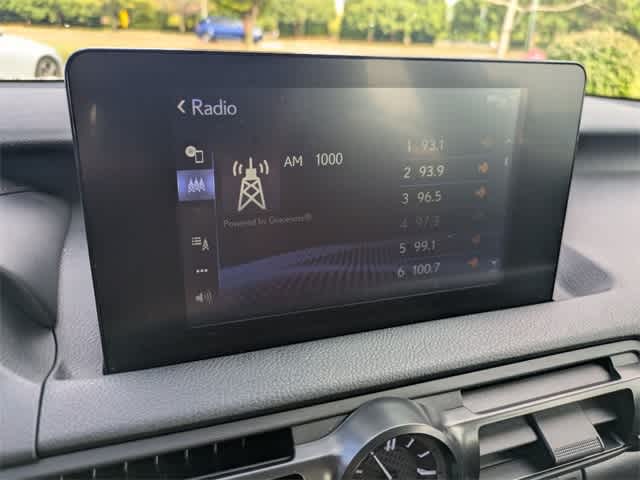 Radio
AM 1000
Powered by Gracenote®
1 93.1
2 93.9
3 96.5
4 97.3
5 99.1
6 100.7